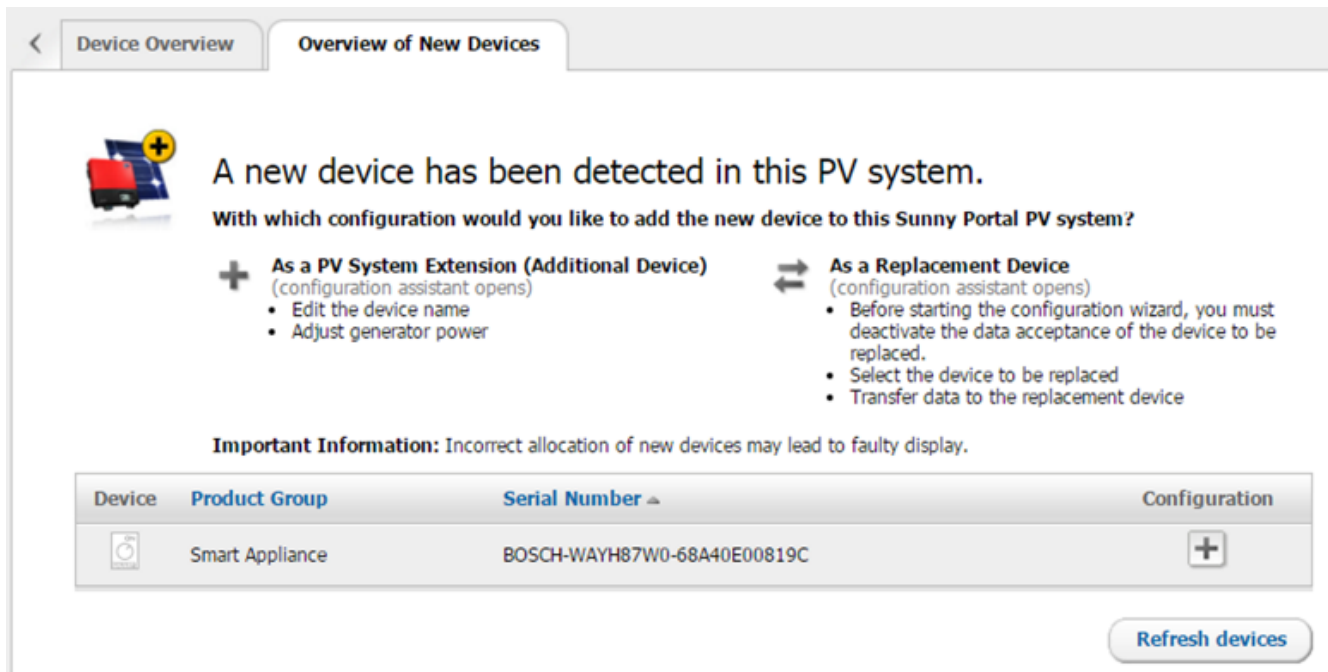 Device Overview
Overview of New Devices
A new device has been detected in this PV system.
With which configuration would you like to add the new device to this Sunny Portal PV system?
As a PV System Extension (Additional Device)
(configuration assistant opens)
• Edit the device name
• Adjust generator power
As a Replacement Device
(configuration assistant opens)
• Before starting the configuration wizard, you must
deactivate the data acceptance of the device to be
replaced.
• Select the device to be replaced
• Transfer data to the replacement device
Important Information: Incorrect allocation of new devices may lead to faulty display.
Device Product Group Serial Number Configuration
Smart Appliance BOSCH-WAYH87W0-68A40E00819C
Refresh devices